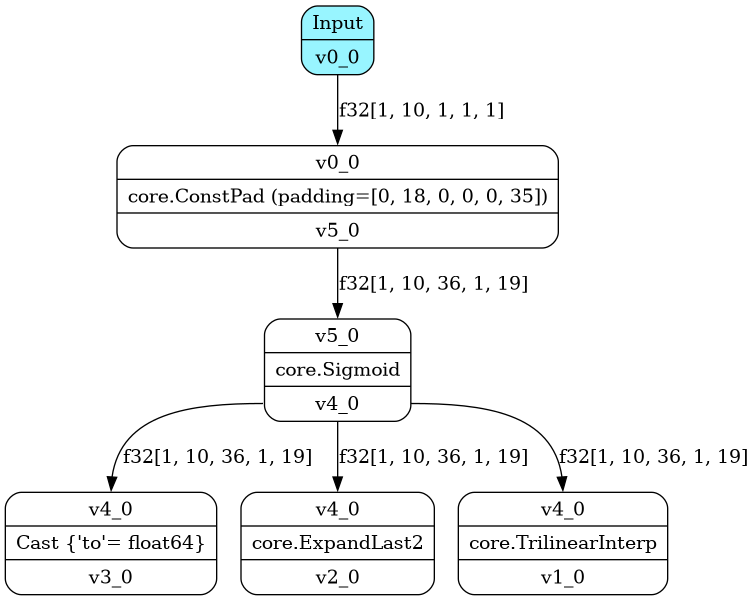 Input
v0_0
f32[1, 10, 1, 1, 1]
v0_0
core.ConstPad (padding=[0, 18, 0, 0, 0, 35])
v5_0
f32[1, 10, 36, 1, 19]
v5_0
core.Sigmoid
v4_0
f32[1, 10, 36, 1, 19] f32[1, 10, 36, 1, 19] f32[1, 10, 36, 1, 19]
v4_0 v4_0 v4_0
Cast {'to'= float64} core.ExpandLast2 core.TrilinearInterp
v3_0 v2_0 v1_0